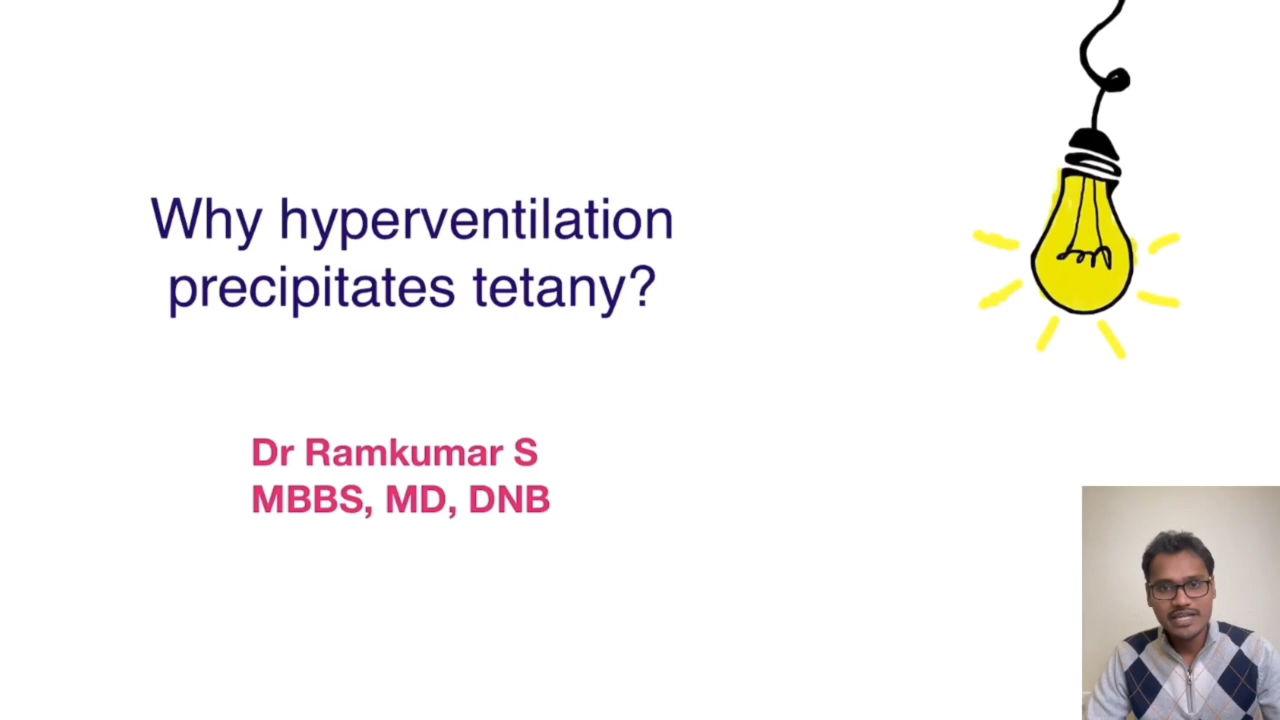 Why hyperventilation
precipitates tetany?
Dr Ramkumar S
MBBS, MD, DNB